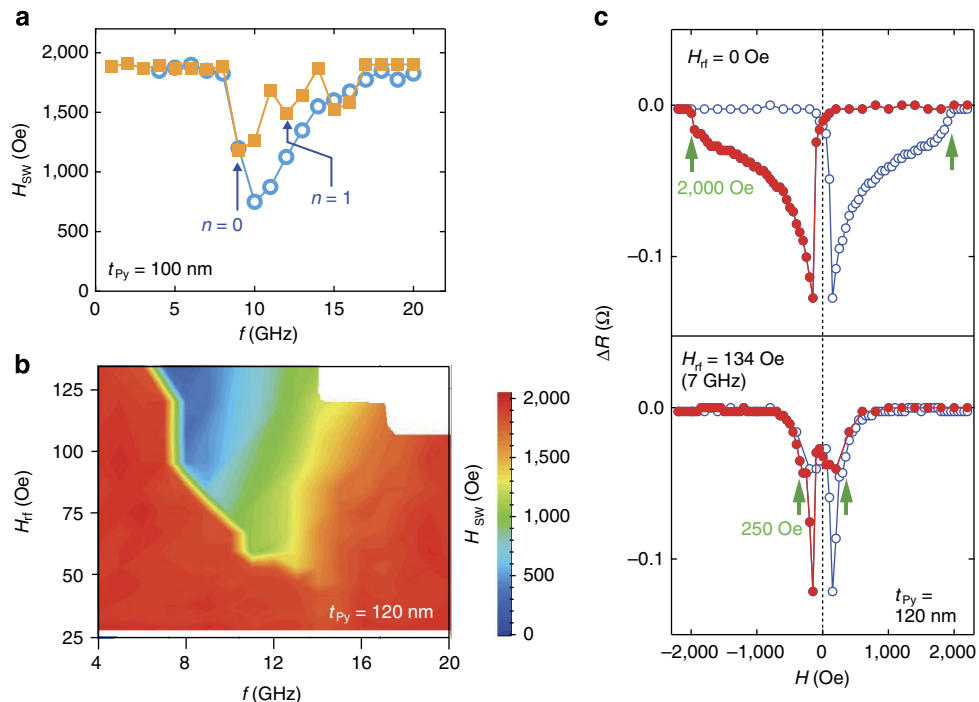 a
2,000
1,500
1,000
500
0
H_SW (Oe)
n = 0
n = 1
t_Py = 100 nm
0 5 10 15 20
f (GHz)
b
125
100
75
50
25
H_rf (Oe)
t_Py = 120 nm
4 8 12 16 20
f (GHz)
2,000
1,500
1,000
500
0
H_SW (Oe)
c
H_rf = 0 Oe
0.0
2,000 Oe
−0.1
ΔR (Ω)
H_rf = 134 Oe
(7 GHz)
0.0
250 Oe
−0.1
t_Py =
120 nm
−2,000 −1,000 0 1,000 2,000
H (Oe)